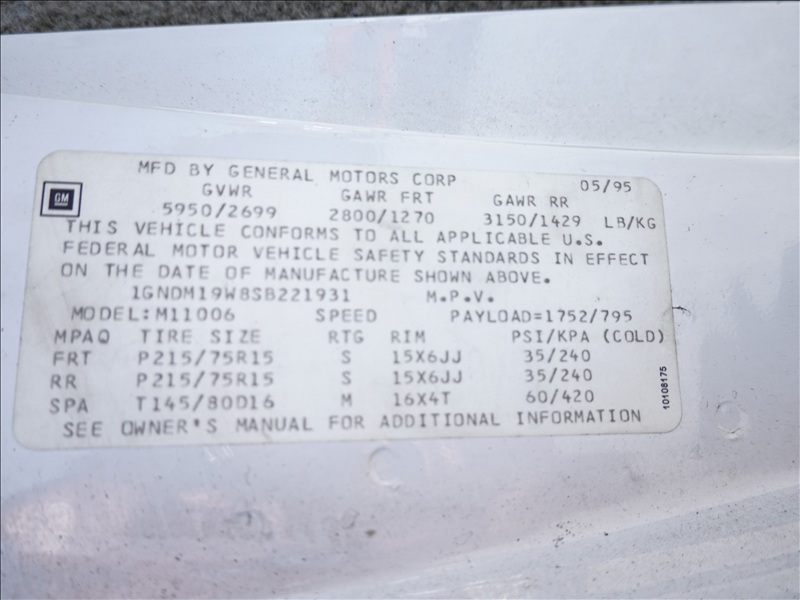 MFD BY GENERAL MOTORS CORP 05/95
GM GVWR GAWR FRT GAWR RR
5950/2699 2800/1270 3150/1429 LB/KG
THIS VEHICLE CONFORMS TO ALL APPLICABLE U.S.
FEDERAL MOTOR VEHICLE SAFETY STANDARDS IN EFFECT
ON THE DATE OF MANUFACTURE SHOWN ABOVE.
1GNDM19W8SB221931 M.P.V.
MODEL:M11006 SPEED PAYLOAD=1752/795
MPAQ TIRE SIZE RTG RIM PSI/KPA (COLD)
FRT P215/75R15 S 15X6JJ 35/240
RR P215/75R15 S 15X6JJ 35/240
SPA T145/80D16 M 16X4T 60/420
SEE OWNER'S MANUAL FOR ADDITIONAL INFORMATION
10108175